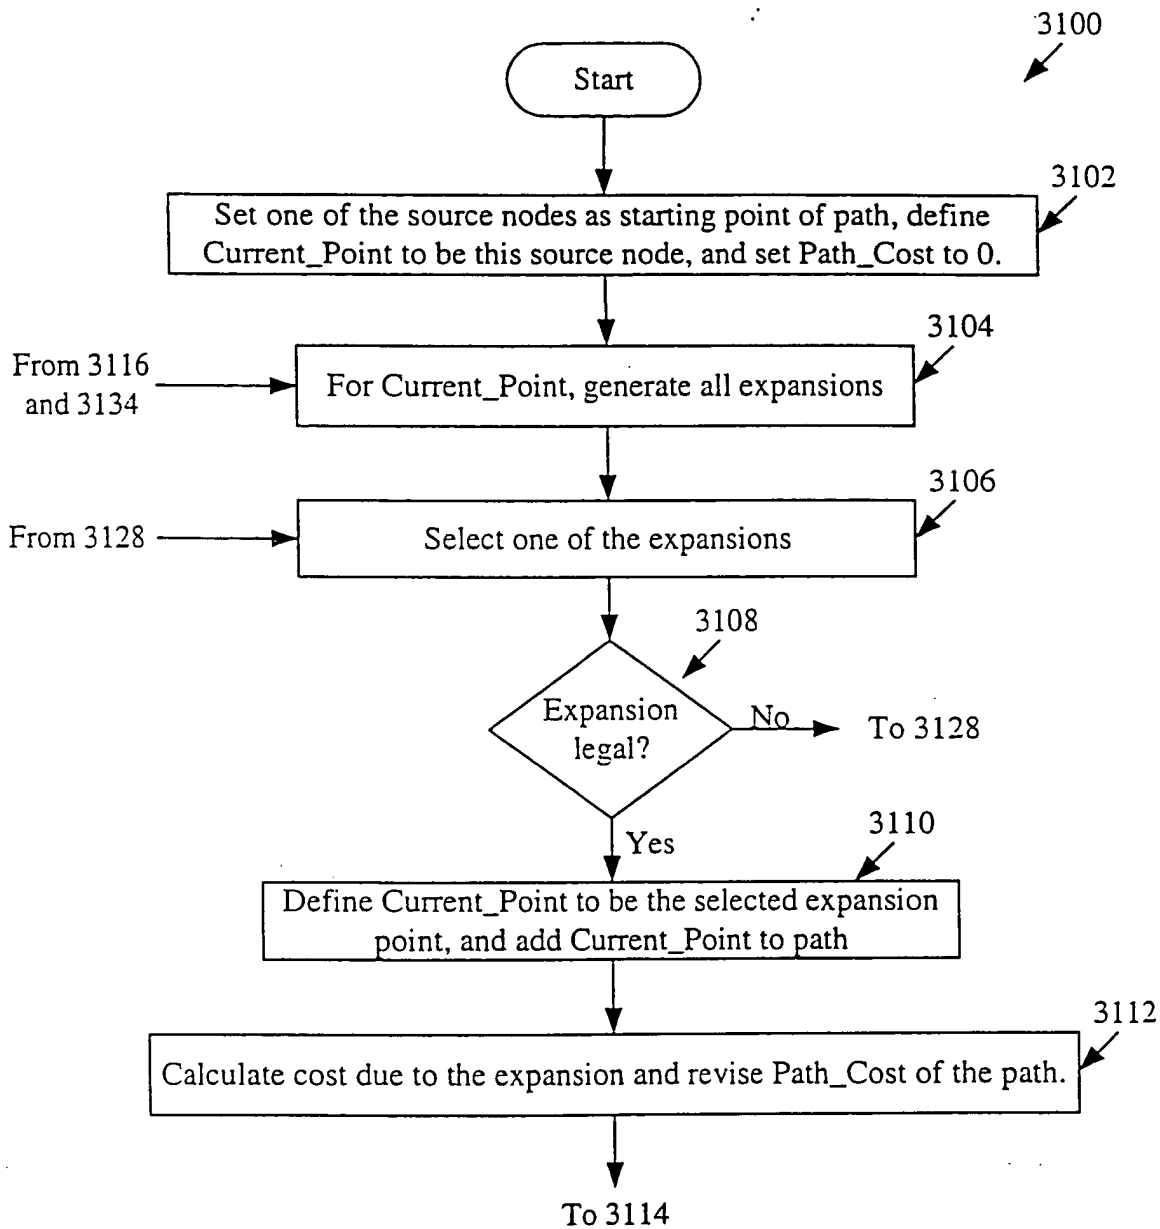 3100
Start
3102
Set one of the source nodes as starting point of path, define
Current_Point to be this source node, and set Path_Cost to 0.
3104
From 3116
and 3134
For Current_Point, generate all expansions
3106
From 3128
Select one of the expansions
3108
Expansion
legal?
No
To 3128
Yes
3110
Define Current_Point to be the selected expansion
point, and add Current_Point to path
3112
Calculate cost due to the expansion and revise Path_Cost of the path.
To 3114